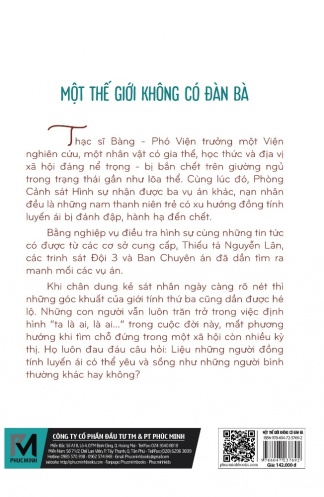 MỘT THẾ GIỚI KHÔNG CÓ ĐÀN BÀ
Thạc sĩ Bàng - Phó Viện trưởng một Viện
nghiên cứu, một nhân vật có gia thế, học thức và địa vị
xã hội đáng nể trọng - bị bắn chết trên giường ngủ
trong trạng thái gần như lõa thể. Cùng lúc đó, Phòng
Cảnh sát Hình sự nhận được ba vụ án khác, nạn nhân
đều là những nam thanh niên trẻ có xu hướng đồng tính
luyến ái bị đánh đập, hành hạ đến chết.
Bằng nghiệp vụ điều tra hình sự cùng những tin tức
có được từ các cơ sở cung cấp, Thiếu tá Nguyễn Lân,
các trinh sát Đội 3 và Ban Chuyên án đã dần tìm ra
manh mối các vụ án.
Khi chân dung kẻ sát nhân ngày càng rõ nét thì
những góc khuất của giới tính thứ ba cũng dần được hé
lộ. Những con người vẫn luôn trăn trở trong việc định
hình "ta là ai, là ai..." trong cuộc đời này, mất phương
hướng khi tìm chỗ đứng trong một xã hội còn nhiều kỳ
thị. Họ luôn đau đáu câu hỏi: Liệu những người đồng
tính luyến ái có thể yêu và sống như những người bình
thường khác hay không?
PHUCMINH
CÔNG TY CỔ PHẦN ĐẦU TƯ TM & PT PHÚC MINH
MỘT THẾ GIỚI KHÔNG CÓ ĐÀN BÀ
Giá: 142.000 đ